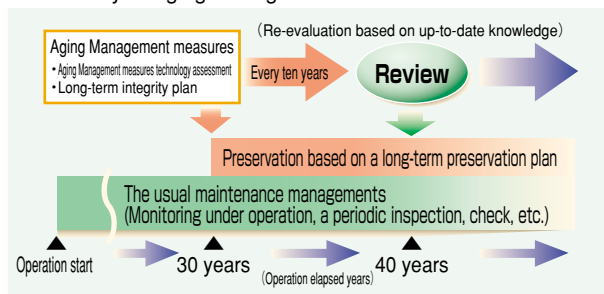 Aging Management measures
• Aging Management measures technology assessment
• Long-term integrity plan
(Re-evaluation based on up-to-date knowledge)
Every ten years
Review
Preservation based on a long-term preservation plan
The usual maintenance managements
(Monitoring under operation, a periodic inspection, check, etc.)
Operation start
30 years
(Operation elapsed years)
40 years